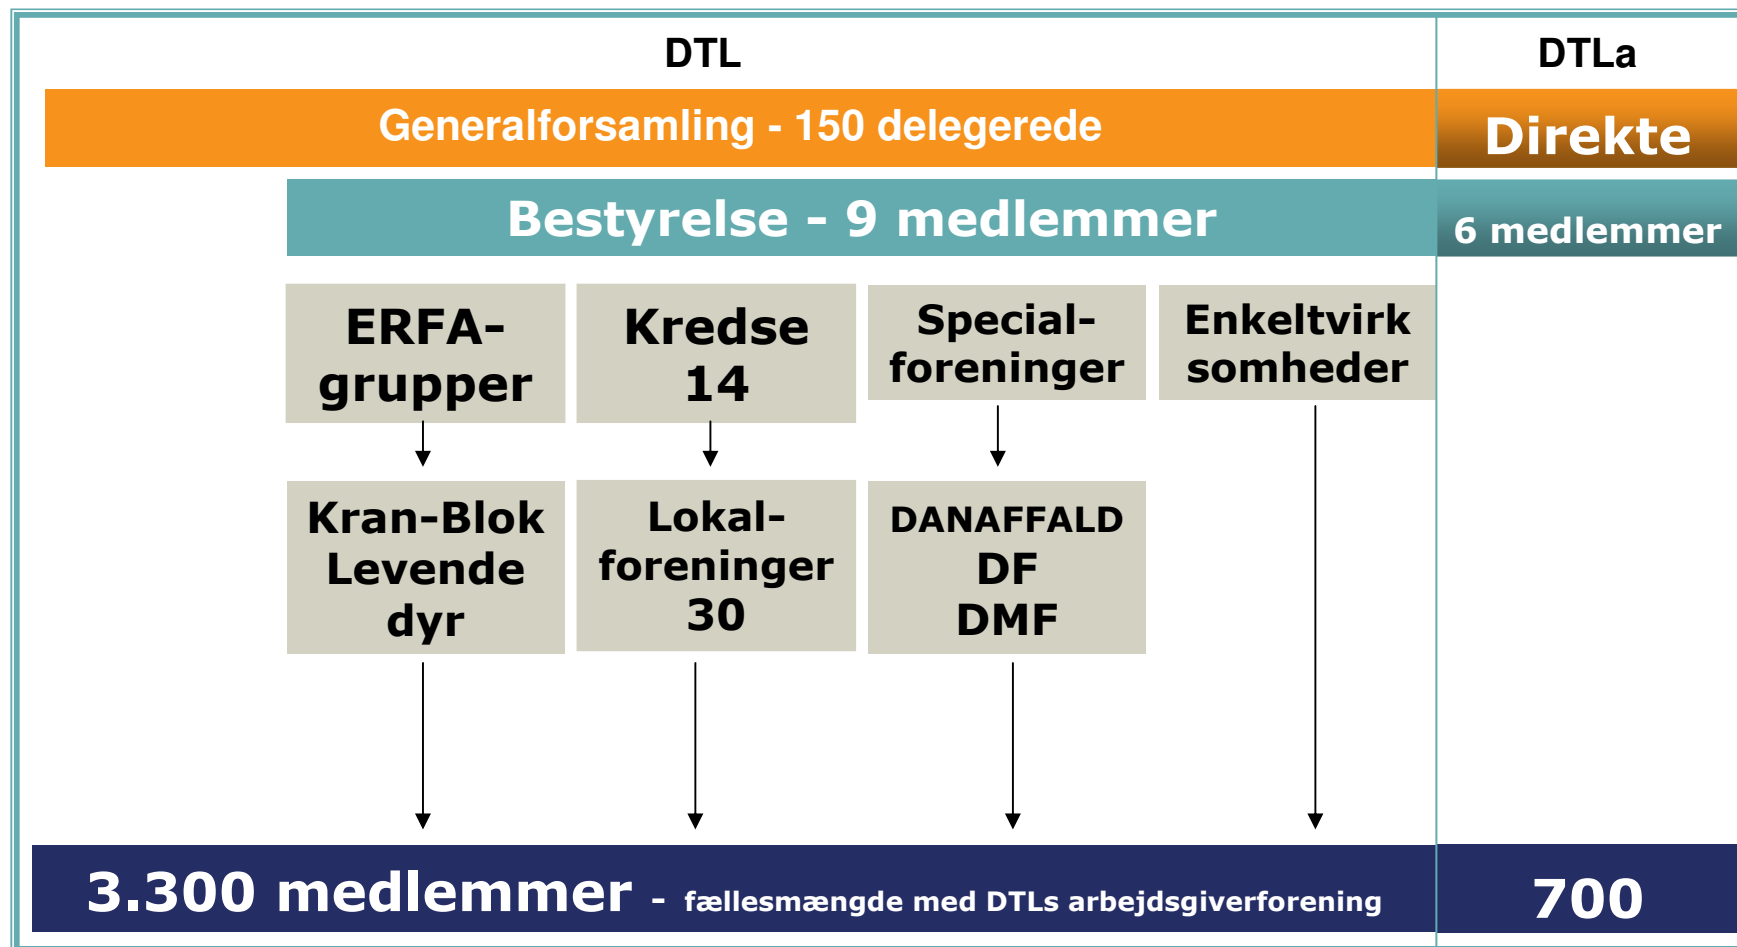 DTL
DTLa
Generalforsamling - 150 delegerede
Direkte
Bestyrelse - 9 medlemmer
6 medlemmer
ERFA-
grupper
Kredse
14
Special-
foreninger
Enkeltvirk
somheder
Kran-Blok
Levende
dyr
Lokal-
foreninger
30
DANAFFALD
DF
DMF
3.300 medlemmer - fællesmængde med DTLs arbejdsgiverforening
700